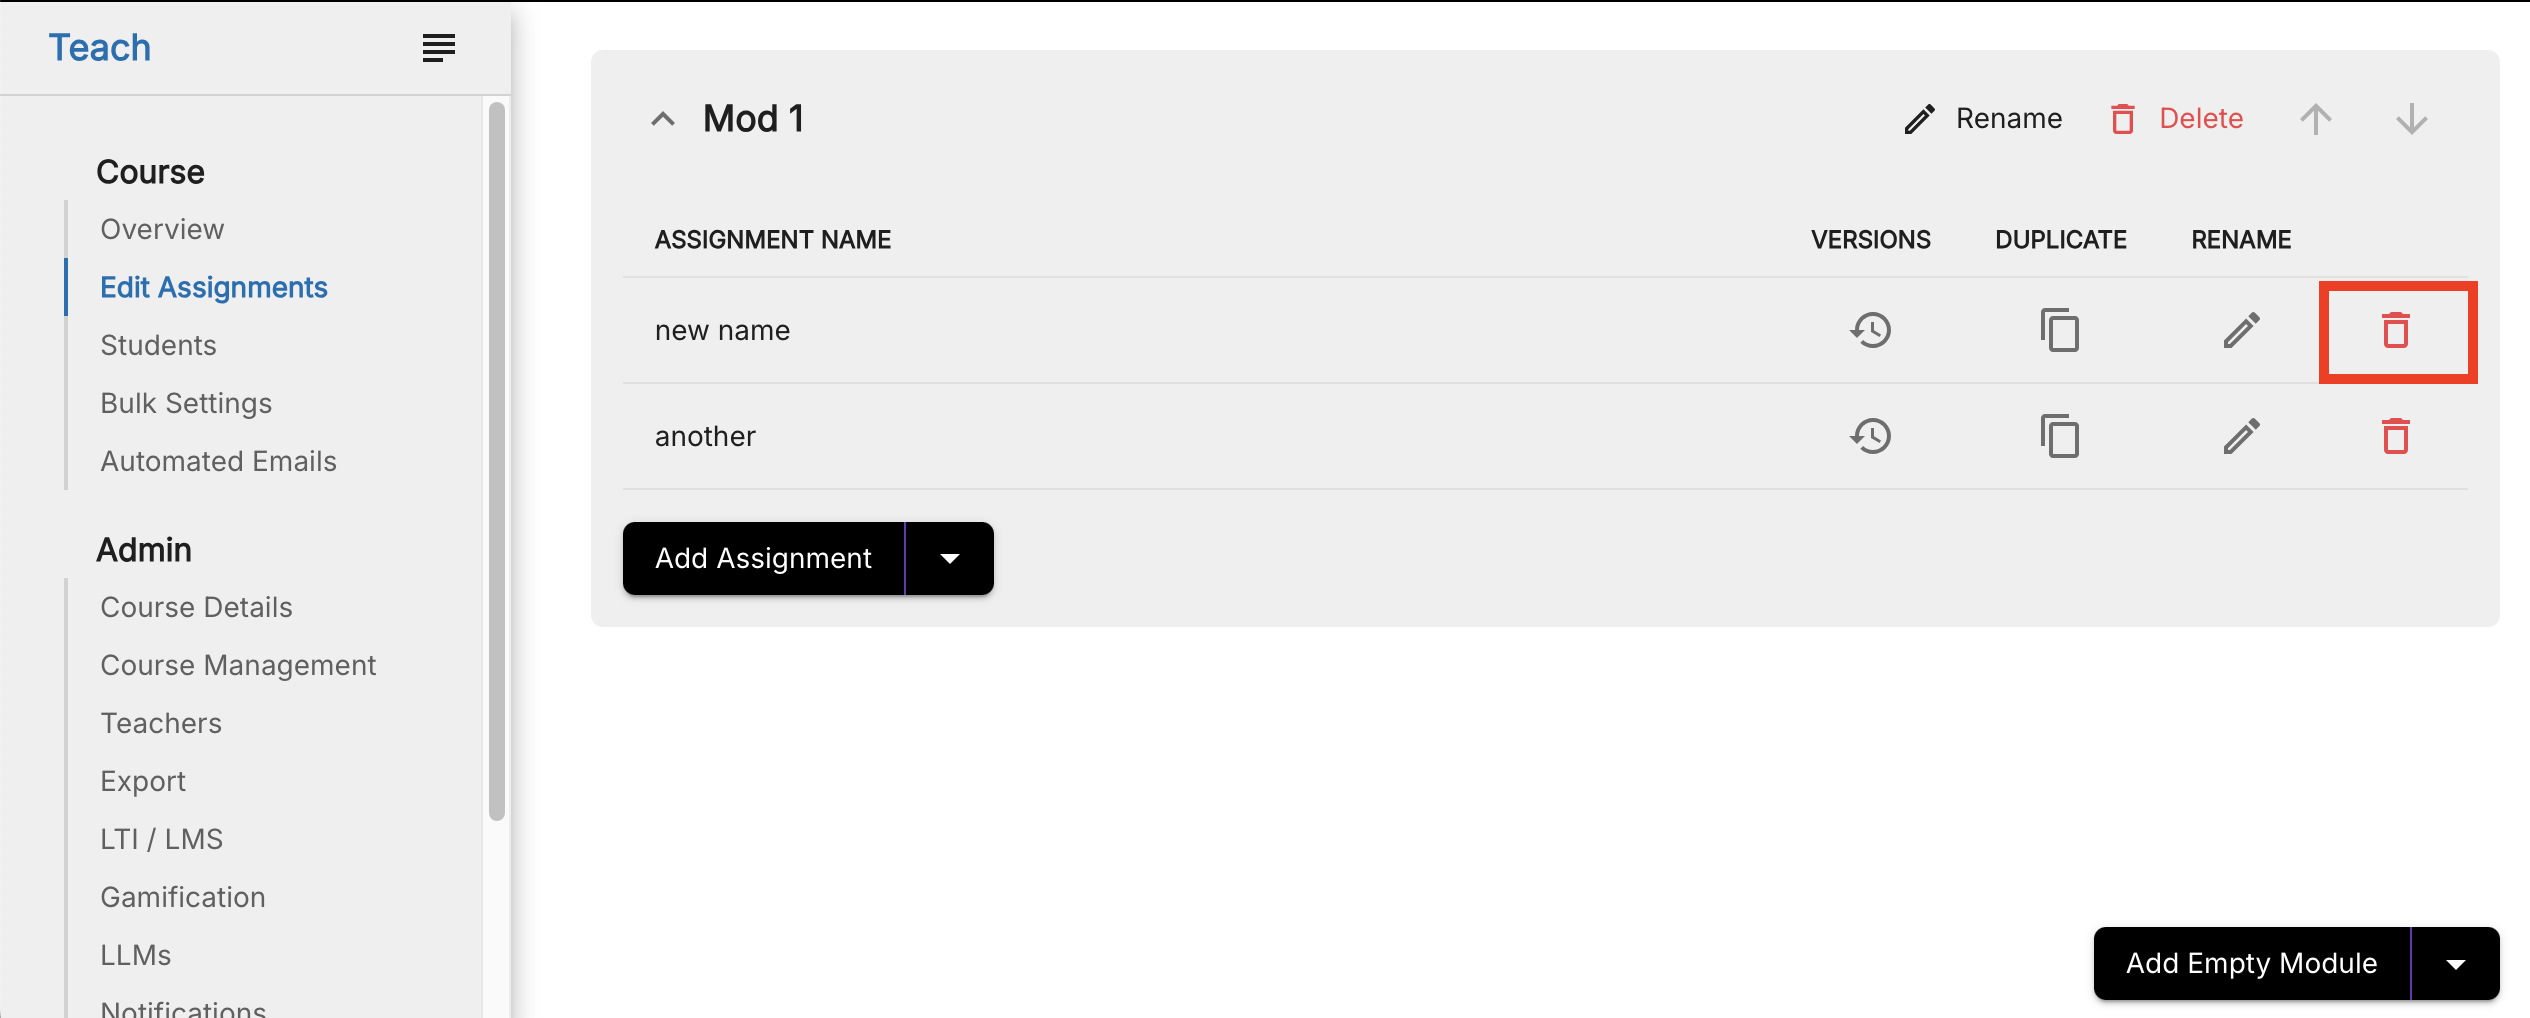 Teach
Course
Overview
Edit Assignments
Students
Bulk Settings
Automated Emails
Admin
Course Details
Course Management
Teachers
Export
LTI / LMS
Gamification
LLMs
Notifications
Mod 1
Rename
Delete
ASSIGNMENT NAME VERSIONS DUPLICATE RENAME
new name
another
Add Assignment
Add Empty Module